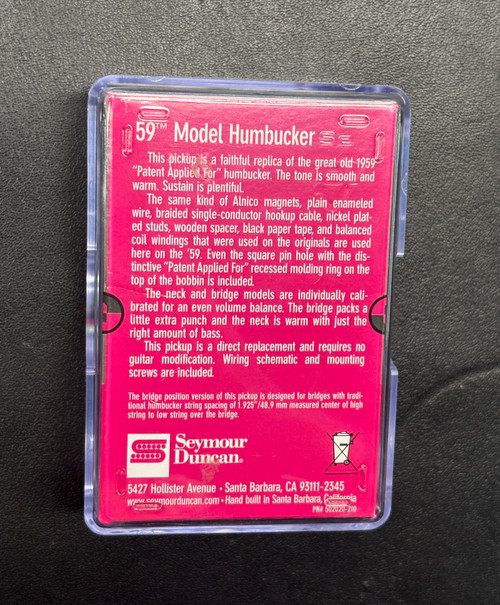 59™ Model Humbucker
This pickup is a faithful replica of the great old 1959
"Patent Applied For" humbucker. The tone is smooth and
warm. Sustain is plentiful.
The same kind of Alnico magnets, plain enameled
wire, braided single-conductor hookup cable, nickel plat-
ed studs, wooden spacer, black paper tape, and balanced
coil windings that were used on the originals are used
here on the '59. Even the square pin hole with the dis-
tinctive "Patent Applied For" recessed molding ring on the
top of the bobbin is included.
The neck and bridge models are individually cali-
brated for an even volume balance. The bridge packs a
little extra punch and the neck is warm with just the
right amount of bass.
This pickup is a direct replacement and requires no
guitar modification. Wiring schematic and mounting
screws are included.
The bridge position version of this pickup is designed for bridges with tradi-
tional humbucker string spacing of 1.925"/48.9 mm measured center of high
string to low string over the bridge.
Seymour
Duncan®
5427 Hollister Avenue • Santa Barbara, CA 93111-2345
www.seymourduncan.com • Hand built in Santa Barbara, California
PN# 502020-210